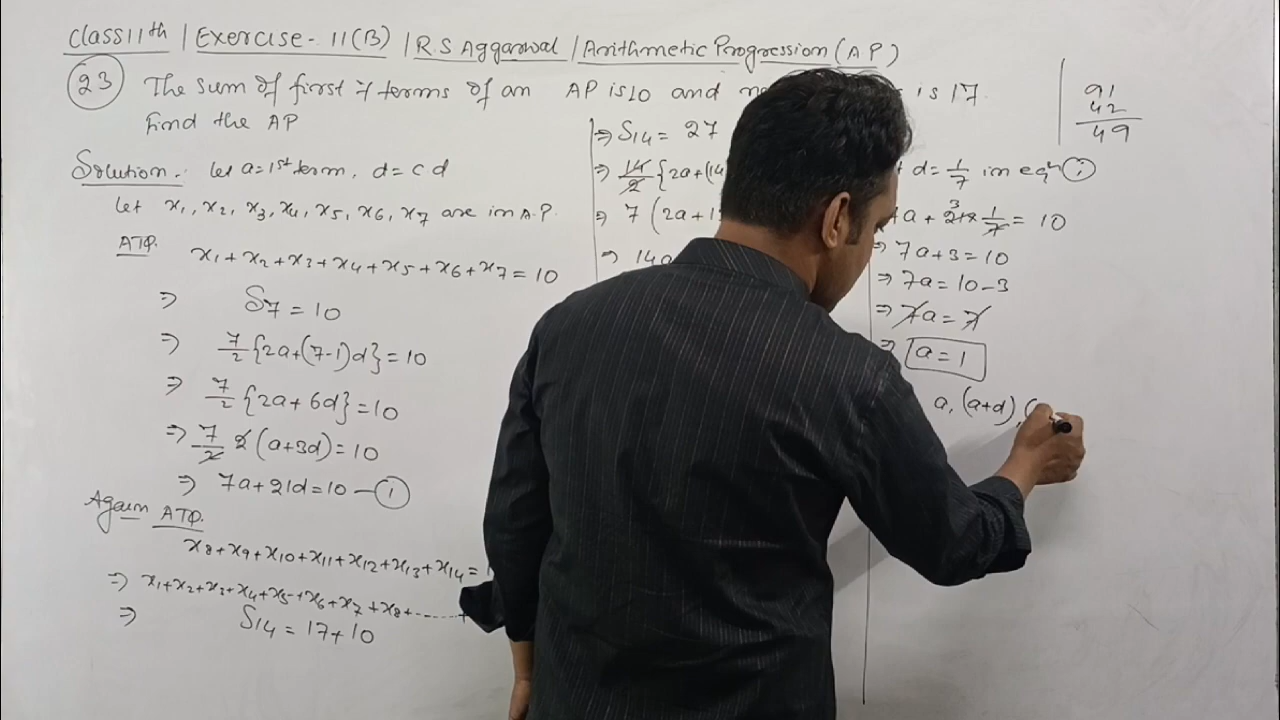 Class 11th | Exercise - 11(B) | R.S Aggarwal | Arithmetic Progression (A.P)
23 The sum of first 7 terms of an AP is 10 and is 17.
Find the AP
Solution:- Let a=1st term, d=cd
Let x1, x2, x3, x4, x5, x6, x7 are in A.P.
ATQ. x1+x2+x3+x4+x5+x6+x7=10
⇒ S7=10
⇒ 7/2{2a+(7-1)d}=10
⇒ 7/2{2a+6d}=10
⇒ 7/2 2(a+3d)=10
⇒ 7a+21d=10 — 1
Again ATQ.
x8+x9+x10+x11+x12+x13+x14=
⇒ x1+x2+x3+x4+x5+x6+x7+x8+......+
⇒ S14=17+10
⇒ S14=27
⇒ 14/2{2a+(14
⇒ 7(2a+1
⇒ 14a
d=1/7 in eqn 1
a+21×1/7=10
⇒ 7a+3=10
⇒ 7a=10-3
⇒ 7a=7
⇒ a=1
a, (a+d), (
91
42
49